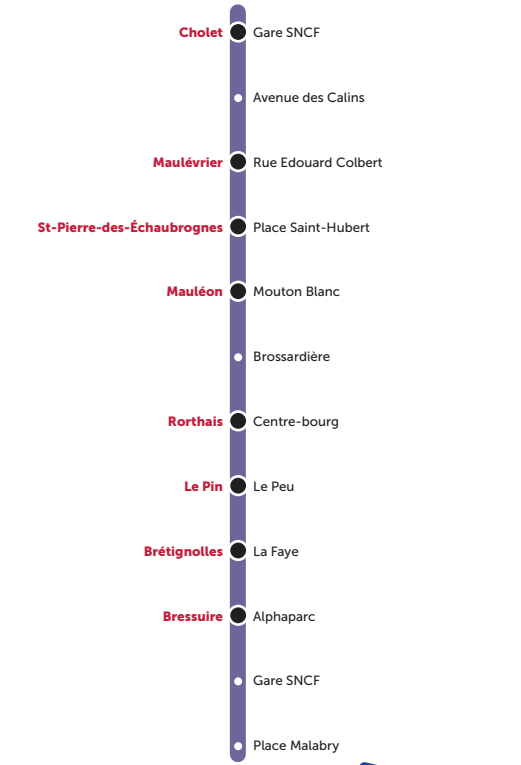 Cholet Gare SNCF
Avenue des Calins
Maulévrier Rue Edouard Colbert
St-Pierre-des-Échaubrognes Place Saint-Hubert
Mauléon Mouton Blanc
Brossardière
Rorthais Centre-bourg
Le Pin Le Peu
Brétignolles La Faye
Bressuire Alphaparc
Gare SNCF
Place Malabry